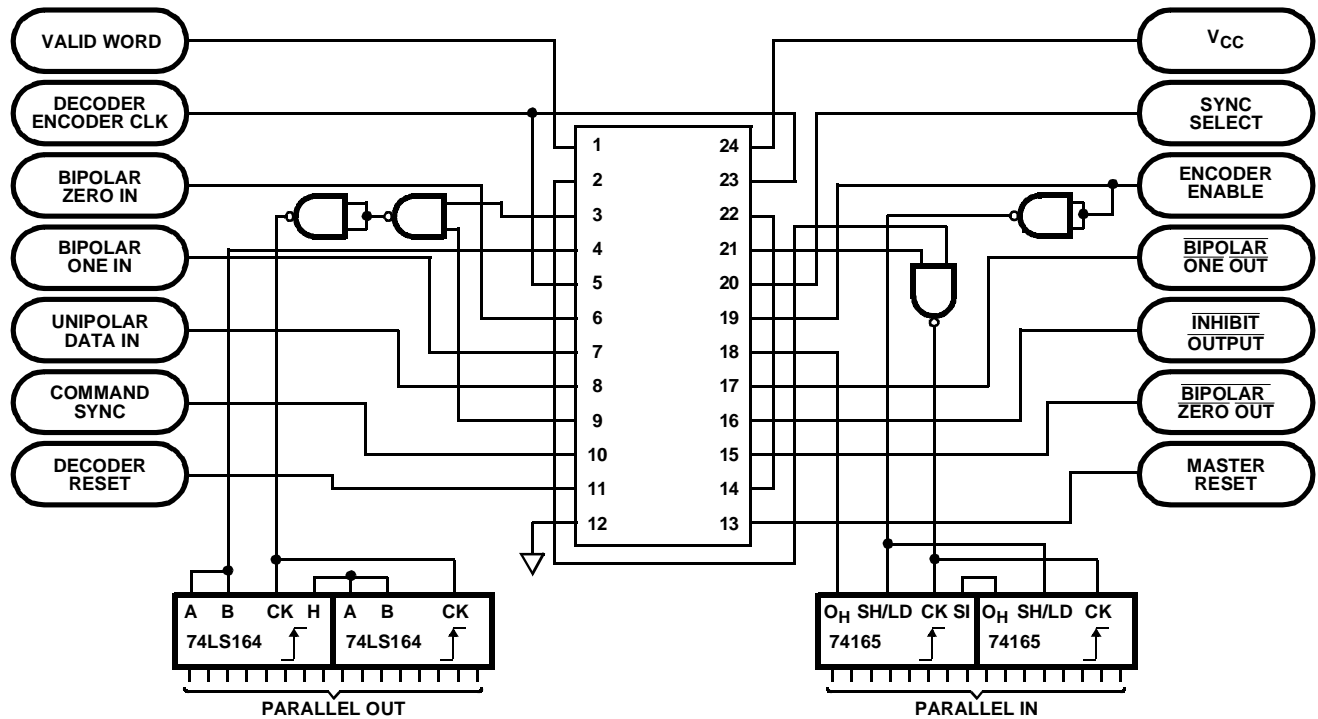 VALID WORD
DECODER
ENCODER CLK
BIPOLAR
ZERO IN
BIPOLAR
ONE IN
UNIPOLAR
DATA IN
COMMAND
SYNC
DECODER
RESET
1 24
2 23
3 22
4 21
5 20
6 19
7 18
8 17
9 16
10 15
11 14
12 13
VCC
SYNC
SELECT
ENCODER
ENABLE
BIPOLAR
ONE OUT
INHIBIT
OUTPUT
BIPOLAR
ZERO OUT
MASTER
RESET
A B CK H A B CK
74LS164 74LS164
PARALLEL OUT
OH SH/LD CK SI OH SH/LD CK
74165 74165
PARALLEL IN